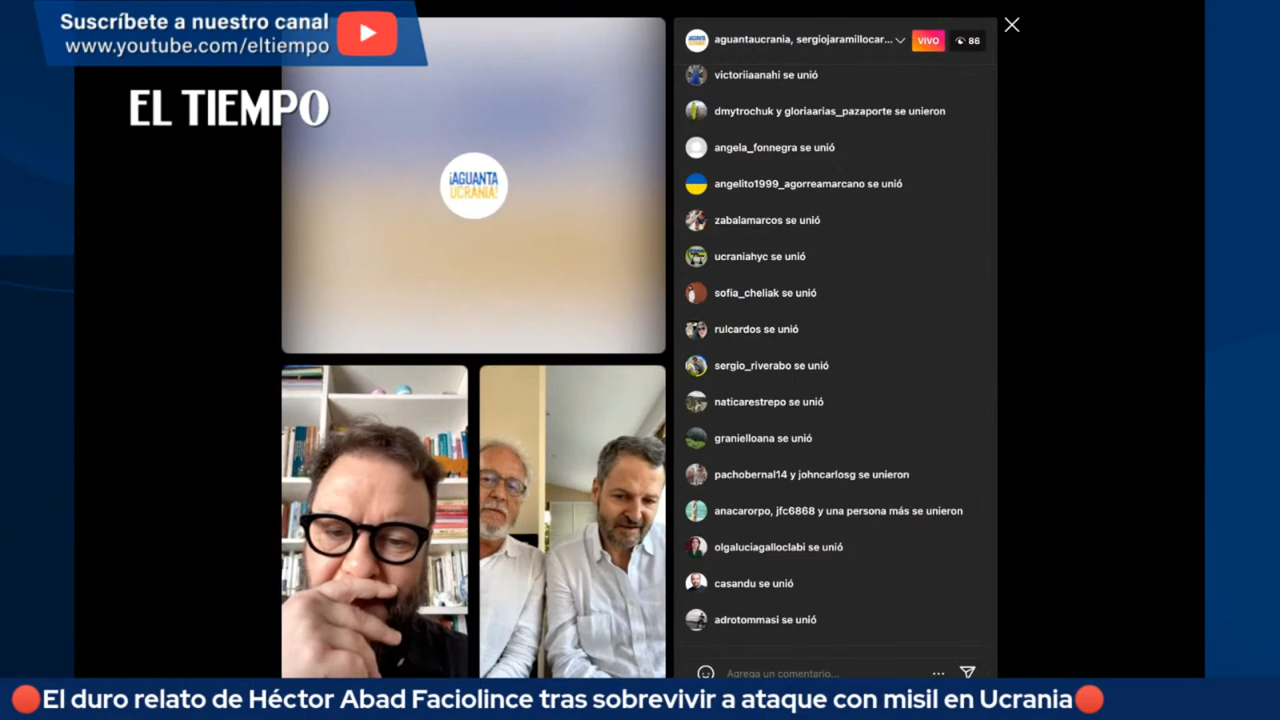 Suscríbete a nuestro canal
www.youtube.com/eltiempo
EL TIEMPO
¡AGUANTA
UCRANIA!
aguantaucrania, sergiojaramillocar...
VIVO
86
victoriiaanahi se unió
dmytrochuk y gloriaarias_pazaporte se unieron
angela_fonnegra se unió
angelito1999_agorreamarcano se unió
zabalamarcos se unió
ucraniahyc se unió
sofia_cheliak se unió
rulcardos se unió
sergio_riverabo se unió
naticarestrepo se unió
granielloana se unió
pachobernal14 y johncarlosg se unieron
anacarorpo, jfc6868 y una persona más se unieron
olgaluciagalloclabi se unió
casandu se unió
adrotommasi se unió
Agrega un comentario...
El duro relato de Héctor Abad Faciolince tras sobrevivir a ataque con misil en Ucrania